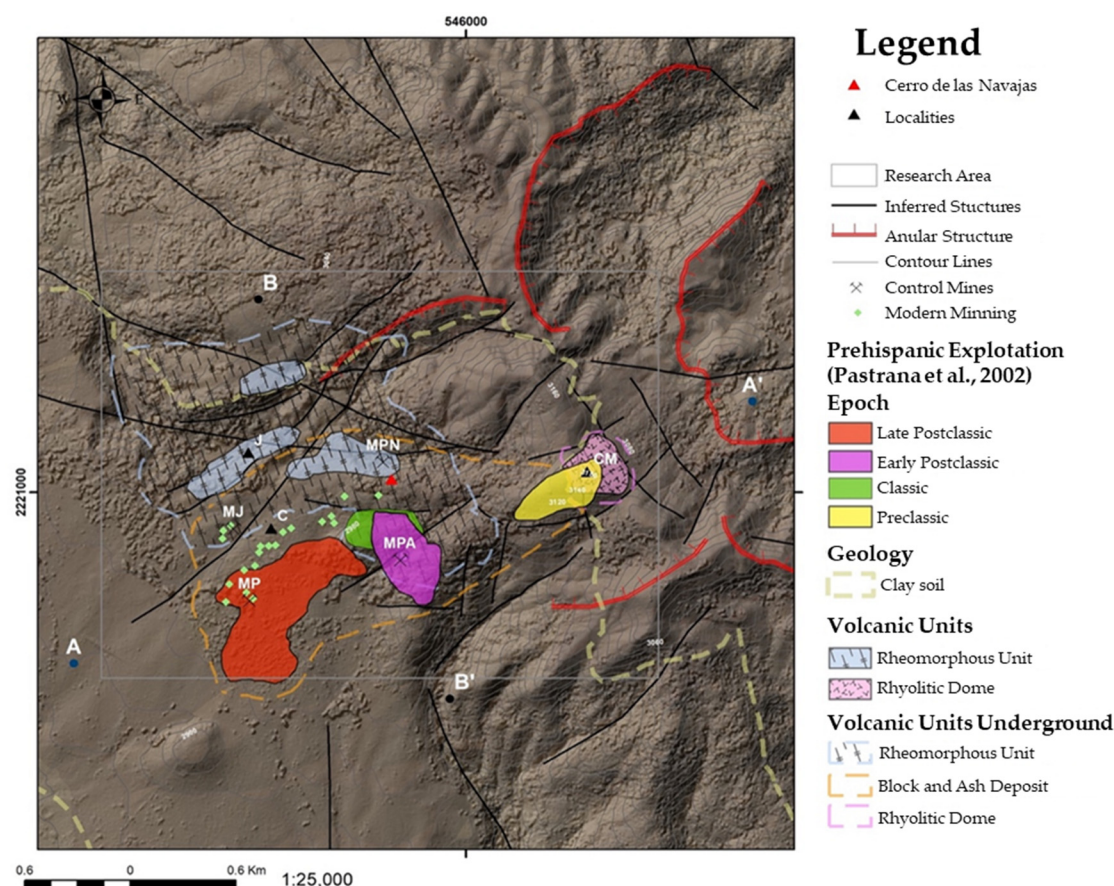 546000
Legend
Cerro de las Navajas
Localities
Research Area
Inferred Stuctures
Anular Structure
Contour Lines
Control Mines
Modern Minning
Prehispanic Explotation
(Pastrana et al., 2002)
Epoch
Late Postclassic
Early Postclassic
Classic
Preclassic
Geology
Clay soil
Volcanic Units
Rheomorphous Unit
Rhyolitic Dome
Volcanic Units Underground
Rheomorphous Unit
Block and Ash Deposit
Rhyolitic Dome
E
B
A'
3160
J
MPN
CM
2221000
3120
MJ
C
MPA
MP
A
B'
0.6
0
0.6 Km
1:25,000